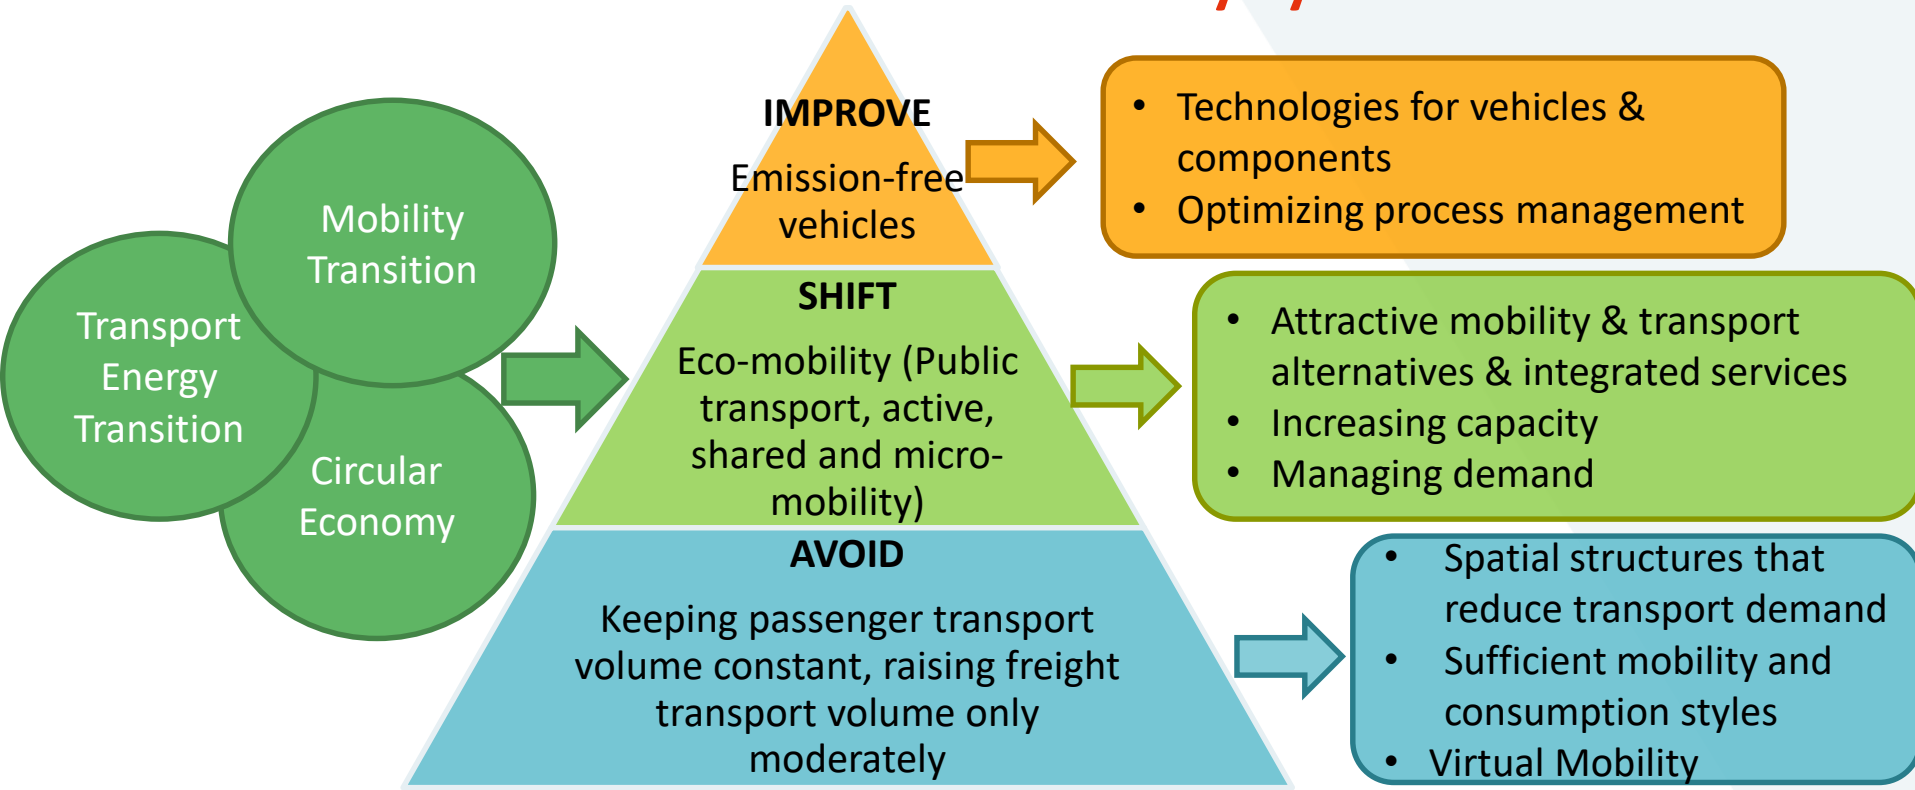 Mobility
Transition
Transport
Energy
Transition
Circular
Economy
IMPROVE
Emission-free
vehicles
SHIFT
Eco-mobility (Public
transport, active,
shared and micro-
mobility)
AVOID
Keeping passenger transport
volume constant, raising freight
transport volume only
moderately
• Technologies for vehicles &
components
• Optimizing process management
• Attractive mobility & transport
alternatives & integrated services
• Increasing capacity
• Managing demand
• Spatial structures that
reduce transport demand
• Sufficient mobility and
consumption styles
• Virtual Mobility